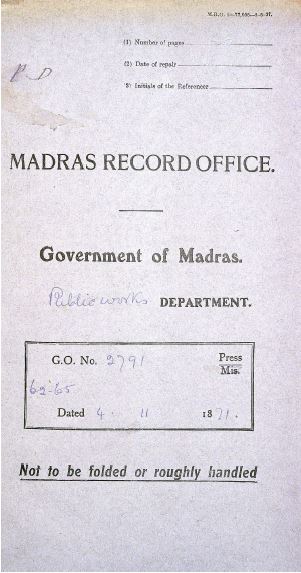 (1) Number of pages
(2) Date of repair
(3) Initials of the Referencer
P. D
MADRAS RECORD OFFICE.
Government of Madras.
Public works DEPARTMENT.
G.O. No. 2791 Press
Mis.
62-65
Dated 4. 11 1871.
Not to be folded or roughly handled